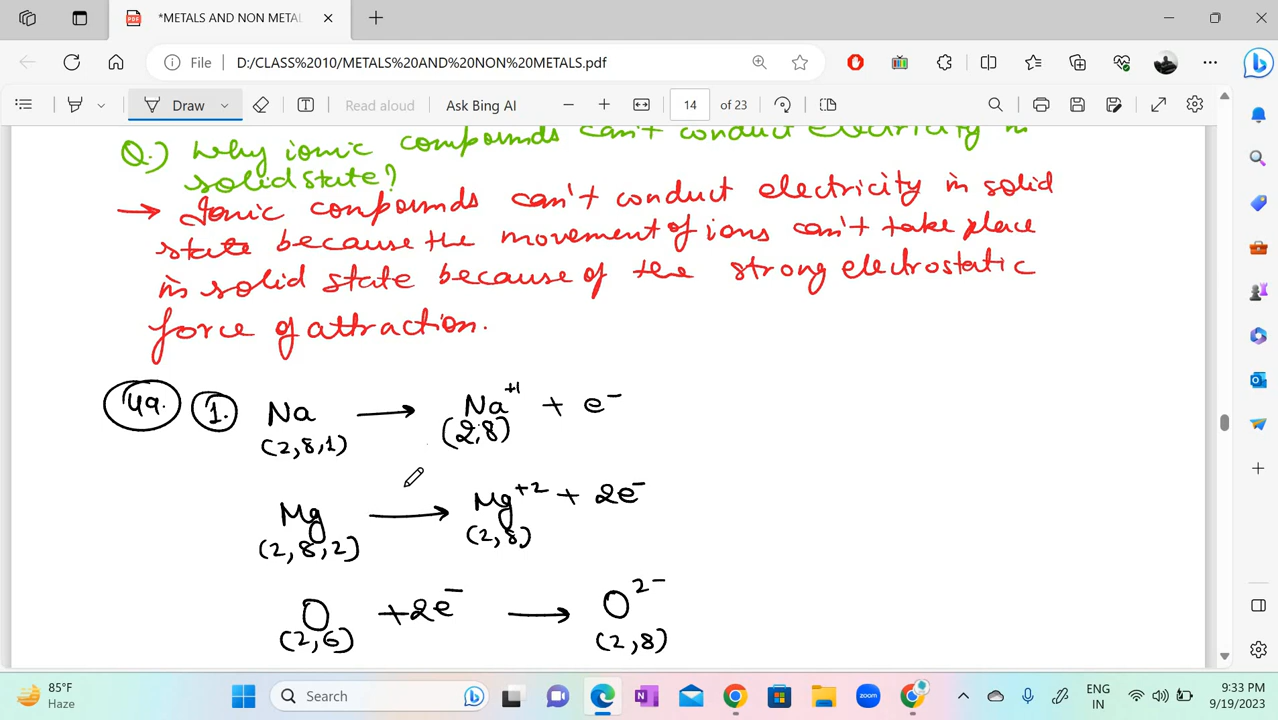 *METALS AND NON METAL
File D:/CLASS%2010/METALS%20AND%20NON%20METALS.pdf
Draw Read aloud Ask Bing AI 14 of 23
Q.) Why ionic compounds can't conduct electricity in
solid state?
→ Ionic compounds can't conduct electricity in solid
state because the movement of ions can't take place
in solid state because of the strong electrostatic
force of attraction.
49. 1. Na → Na⁺¹ + e⁻
(2,8,1) (2,8)
Mg → Mg⁺² + 2e⁻
(2,8,2) (2,8)
O + 2e⁻ → O²⁻
(2,6) (2,8)
85°F
Haze
Search
zoom
ENG
IN
9:33 PM
9/19/2023